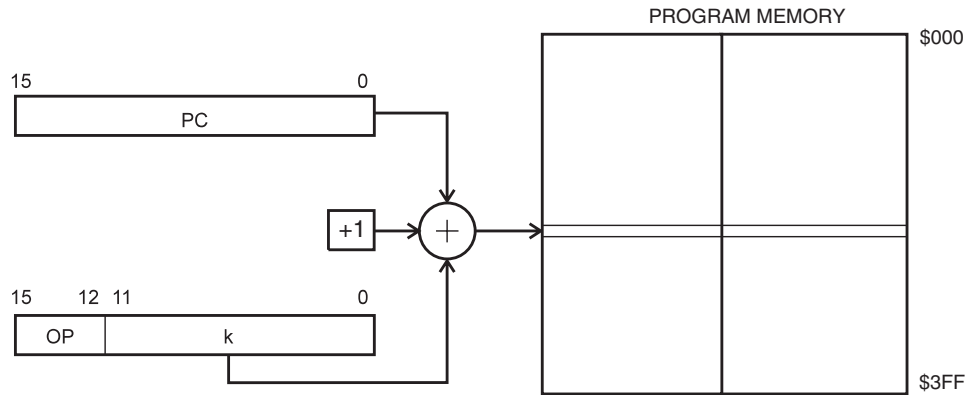 PROGRAM MEMORY
$000
15 0
PC
+1
+
15 12 11 0
OP k
$3FF